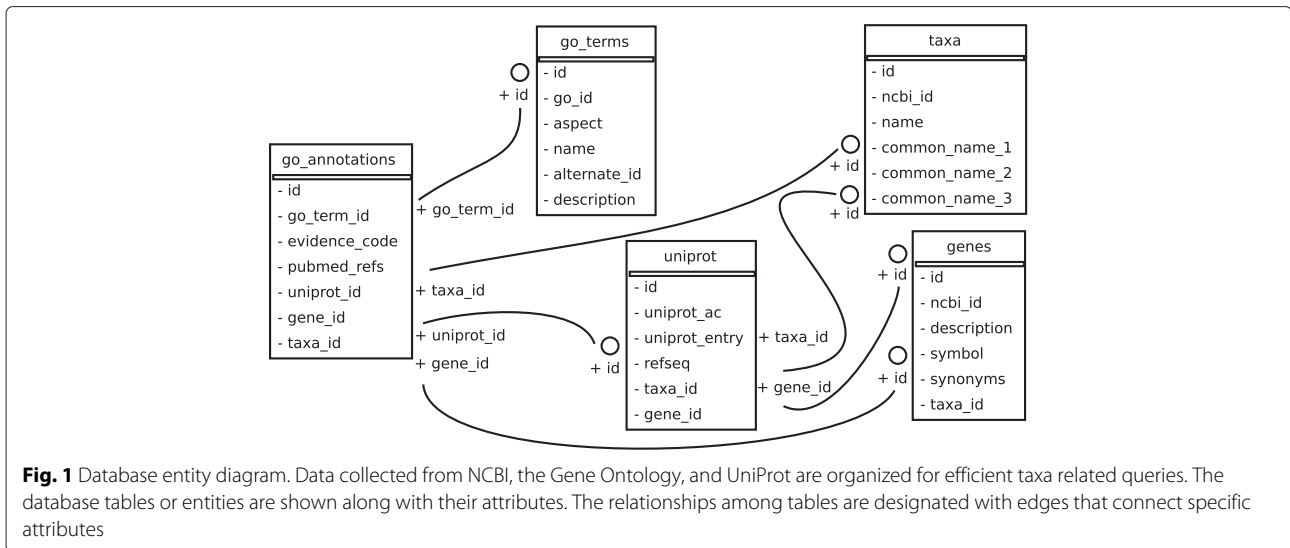 go_terms
- id
- go_id
- aspect
- name
- alternate_id
- description
+ id
taxa
- id
- ncbi_id
- name
- common_name_1
- common_name_2
- common_name_3
+ id
+ id
go_annotations
- id
- go_term_id
- evidence_code
- pubmed_refs
- uniprot_id
- gene_id
- taxa_id
+ go_term_id
+ taxa_id
+ uniprot_id
+ gene_id
uniprot
- id
- uniprot_ac
- uniprot_entry
- refseq
- taxa_id
- gene_id
+ id
+ taxa_id
+ gene_id
genes
- id
- ncbi_id
- description
- symbol
- synonyms
- taxa_id
+ id
+ id
Fig. 1 Database entity diagram. Data collected from NCBI, the Gene Ontology, and UniProt are organized for efficient taxa related queries. The
database tables or entities are shown along with their attributes. The relationships among tables are designated with edges that connect specific
attributes